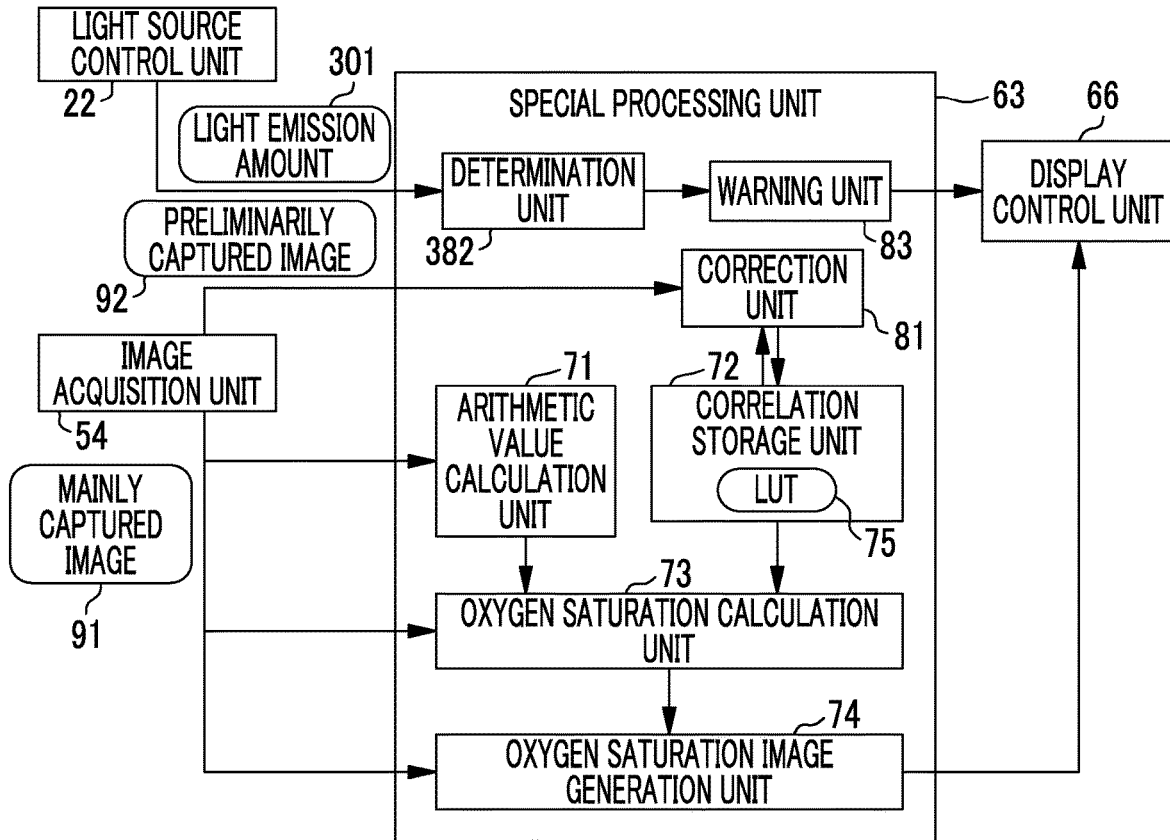 LIGHT SOURCE
CONTROL UNIT
22
301
LIGHT EMISSION
AMOUNT
SPECIAL PROCESSING UNIT
63
66
DISPLAY
CONTROL UNIT
DETERMINATION
UNIT
382
WARNING UNIT
83
PRELIMINARILY
CAPTURED IMAGE
92
CORRECTION
UNIT
81
IMAGE
ACQUISITION UNIT
54
71
ARITHMETIC
VALUE
CALCULATION
UNIT
72
CORRELATION
STORAGE UNIT
LUT
75
MAINLY
CAPTURED
IMAGE
91
73
OXYGEN SATURATION CALCULATION
UNIT
74
OXYGEN SATURATION IMAGE
GENERATION UNIT